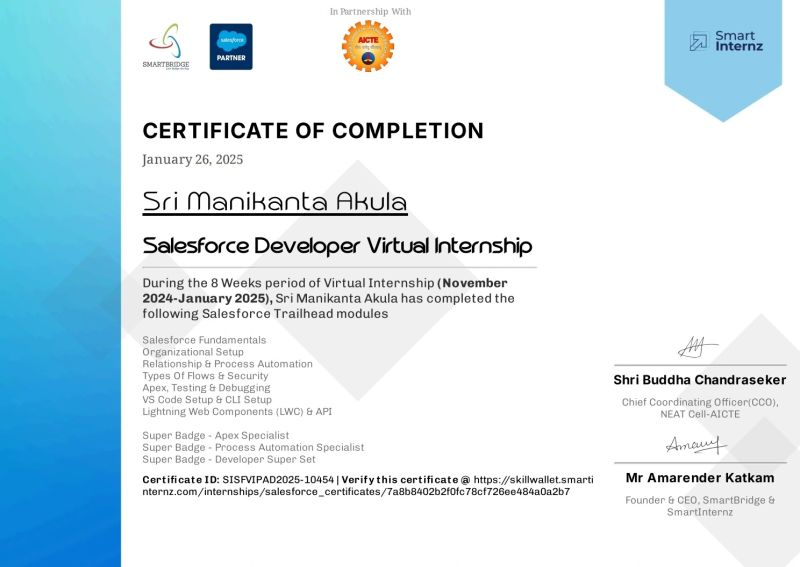 In Partnership With
SMARTBRIDGE
salesforce
PARTNER
AICTE
Smart
Internz
CERTIFICATE OF COMPLETION
January 26, 2025
Sri Manikanta Akula
Salesforce Developer Virtual Internship
During the 8 Weeks period of Virtual Internship (November
2024-January 2025), Sri Manikanta Akula has completed the
following Salesforce Trailhead modules
Salesforce Fundamentals
Organizational Setup
Relationship & Process Automation
Types Of Flows & Security
Apex, Testing & Debugging
VS Code Setup & CLI Setup
Lightning Web Components (LWC) & API
Super Badge - Apex Specialist
Super Badge - Process Automation Specialist
Super Badge - Developer Super Set
Certificate ID: SISFVIPAD2025-10454 | Verify this certificate @ https://skillwallet.smarti
nternz.com/internships/salesforce_certificates/7a8b8402b2f0fc78cf726ee484a0a2b7
Shri Buddha Chandraseker
Chief Coordinating Officer(CCO),
NEAT Cell-AICTE
Mr Amarender Katkam
Founder & CEO, SmartBridge &
SmartInternz